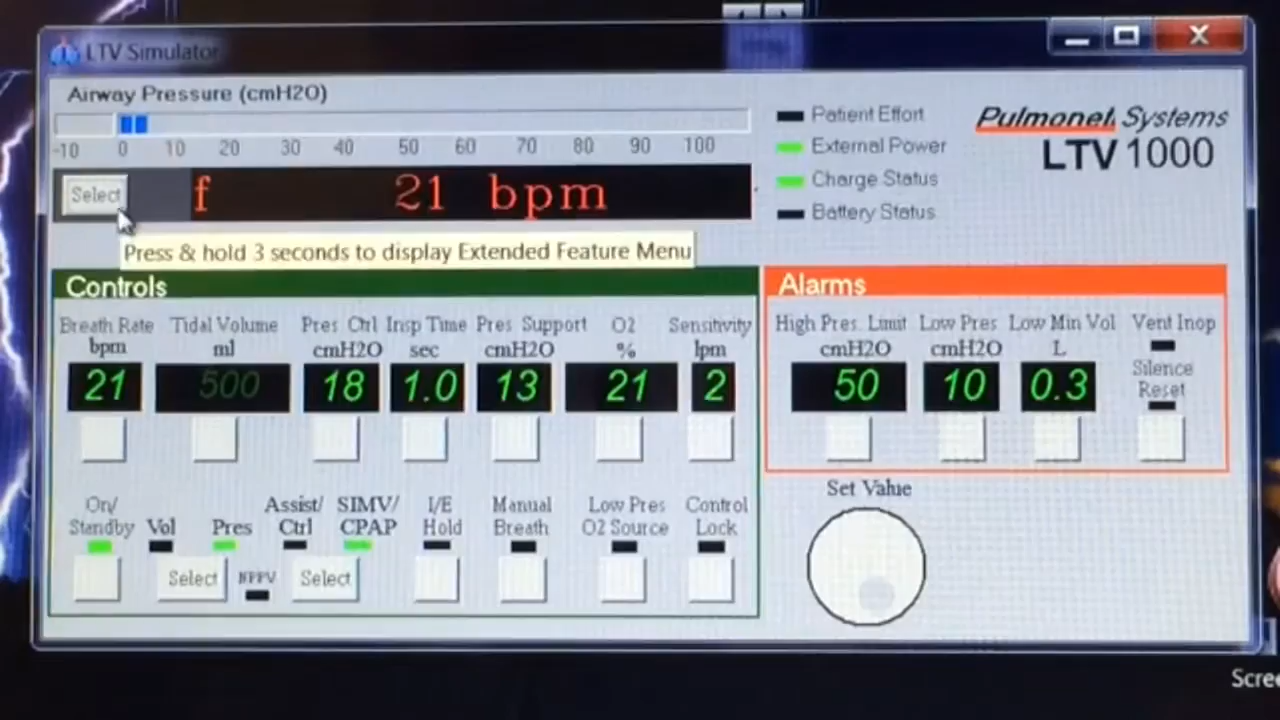 LTV Simulator
Airway Pressure (cmH2O)
-10 0 10 20 30 40 50 60 70 80 90 100
Select f 21 bpm
Press & hold 3 seconds to display Extended Feature Menu
Patient Effort
External Power
Charge Status
Battery Status
Pulmonet Systems
LTV 1000
Controls
Breath Rate Tidal Volume Pres Ctrl Insp Time Pres Support O2 Sensitivity
bpm ml cmH2O sec cmH2O % lpm
21 500 18 1.0 13 21 2
On/ Assist/ SIMV/ I/E Manual Low Pres Control
Standby Vol Pres Ctrl CPAP Hold Breath O2 Source Lock
Select NPPV Select
Alarms
High Pres. Limit Low Pres Low Min Vol Vent Inop
cmH2O cmH2O L
50 10 0.3
Silence
Reset
Set Value